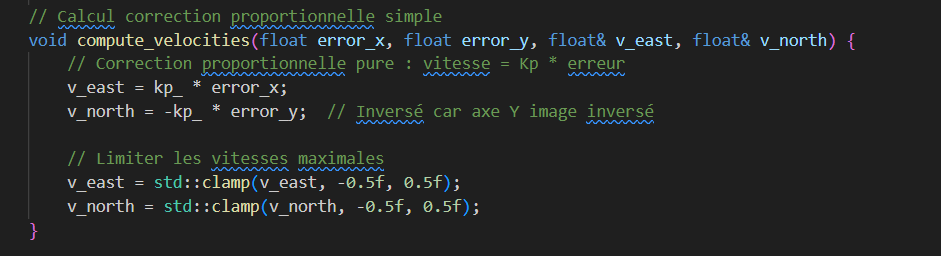 // Calcul correction proportionnelle simple
void compute_velocities(float error_x, float error_y, float& v_east, float& v_north) {
    // Correction proportionnelle pure : vitesse = Kp * erreur
    v_east = kp_ * error_x;
    v_north = -kp_ * error_y;  // Inversé car axe Y image inversé

    // Limiter les vitesses maximales
    v_east = std::clamp(v_east, -0.5f, 0.5f);
    v_north = std::clamp(v_north, -0.5f, 0.5f);
}